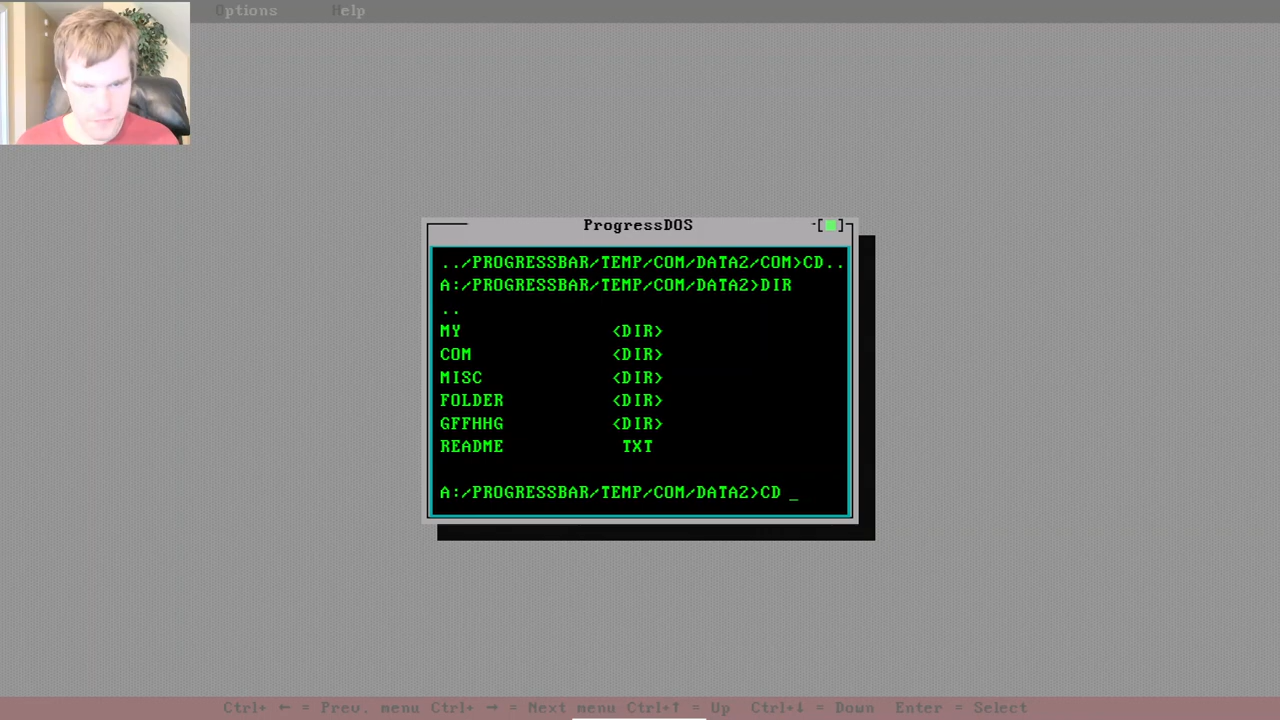 Options Help
ProgressDOS
../PROGRESSBAR/TEMP/COM/DATA2/COM>CD..
A:/PROGRESSBAR/TEMP/COM/DATA2>DIR
..
MY <DIR>
COM <DIR>
MISC <DIR>
FOLDER <DIR>
GFFHHG <DIR>
README TXT
A:/PROGRESSBAR/TEMP/COM/DATA2>CD _
Ctrl+ ← = Prev. menu Ctrl+ → = Next menu Ctrl+↑ = Up Ctrl+↓ = Down Enter = Select